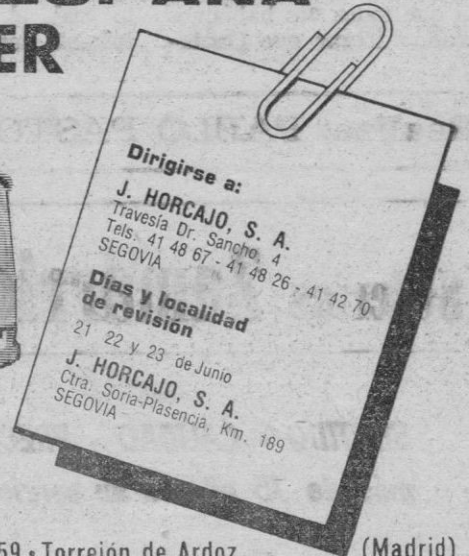 ER
Dirigirse a:
J. HORCAJO, S. A.
Travesía Dr. Sancho, 4
Tels. 41 48 67 - 41 48 26 - 41 42 70
SEGOVIA
Días y localidad
de revisión
21 22 y 23 de Junio
J. HORCAJO, S. A.
Ctra. Soria-Plasencia, Km. 189
SEGOVIA
59 • Torrejón de Ardoz (Madrid)